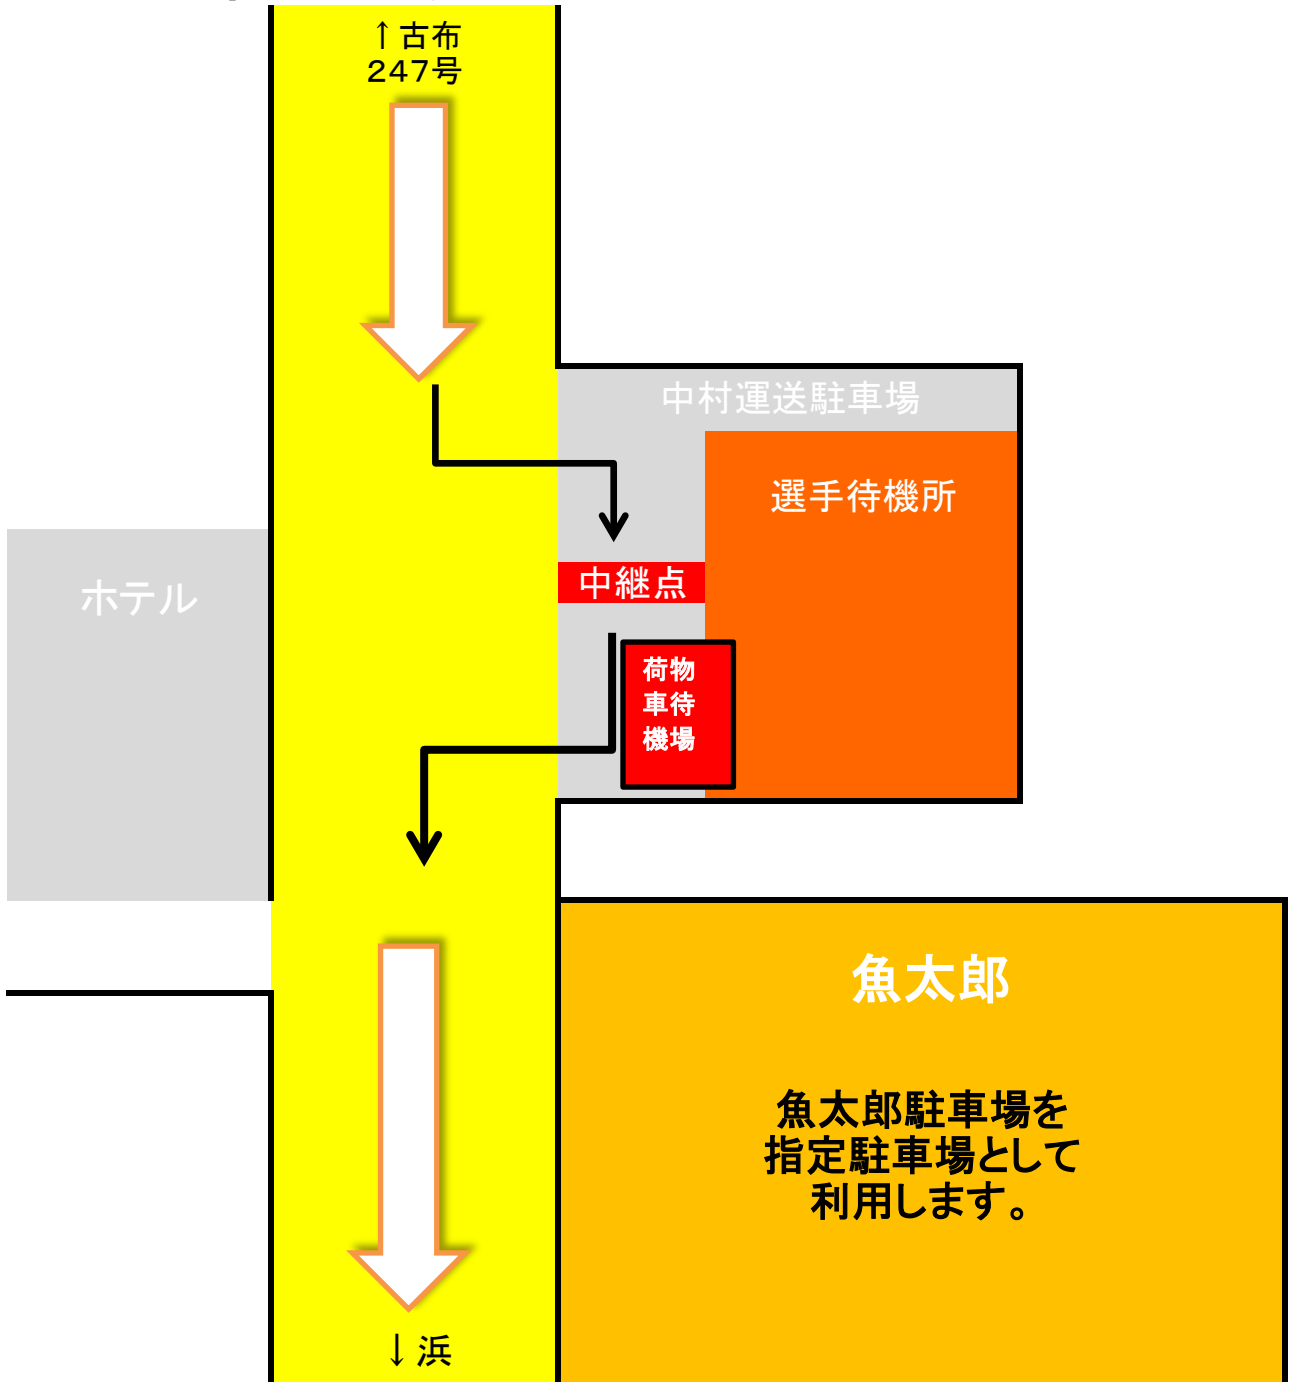 ↑古布
247号
中村運送駐車場
選手待機所
中継点
ホテル
荷物
車待
機場
魚太郎
魚太郎駐車場を
指定駐車場として
利用します。
↓浜